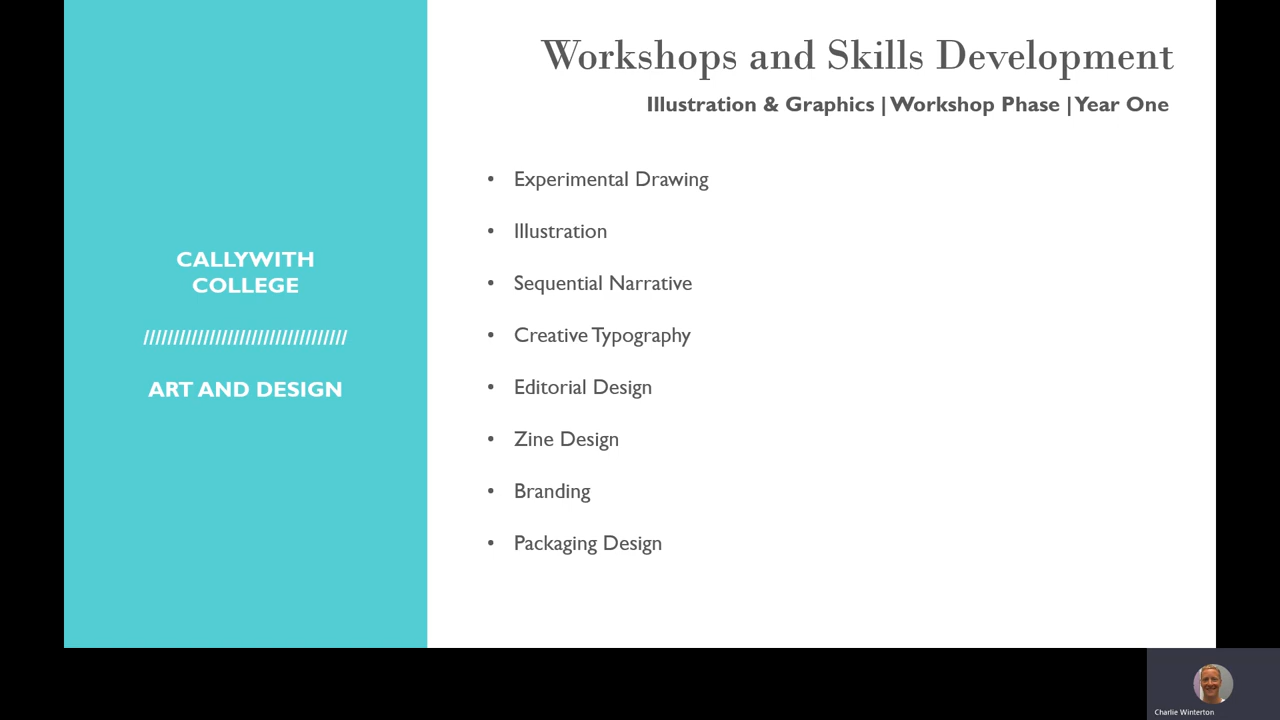 Workshops and Skills Development
Illustration & Graphics | Workshop Phase | Year One
CALLYWITH
COLLEGE
//////////////////////////////////
ART AND DESIGN
• Experimental Drawing
• Illustration
• Sequential Narrative
• Creative Typography
• Editorial Design
• Zine Design
• Branding
• Packaging Design
Charlie Winterton